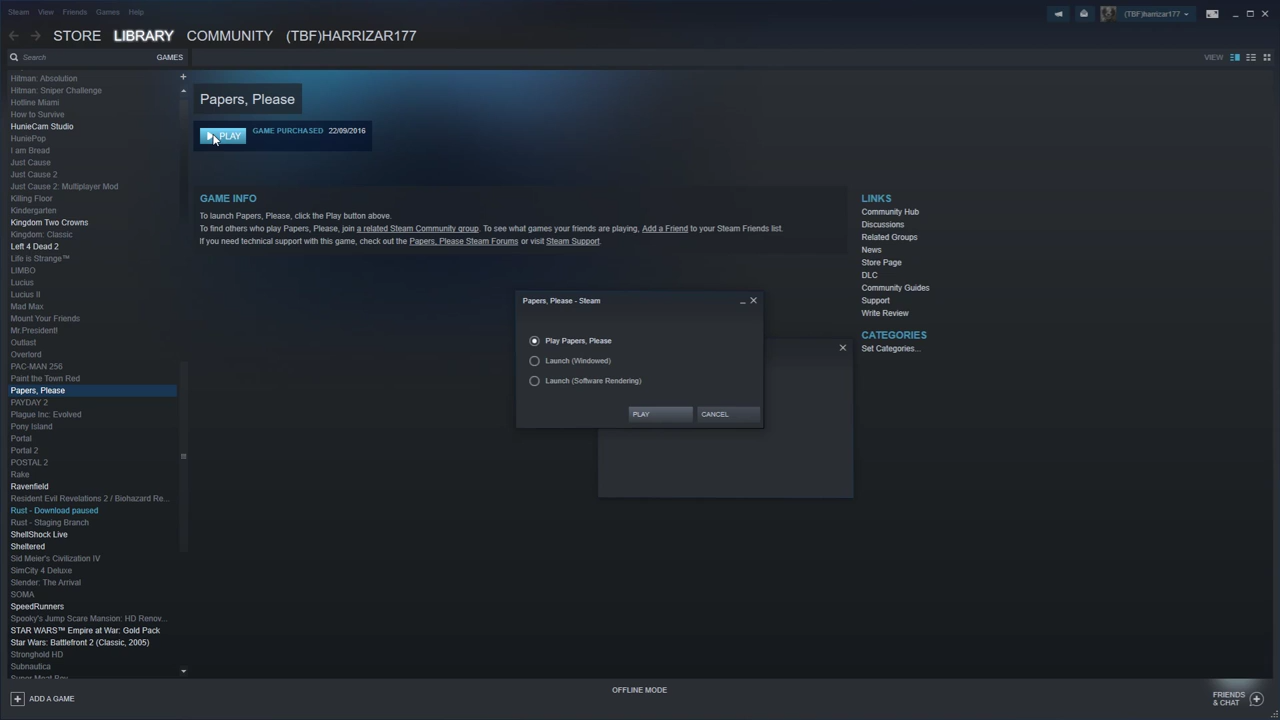 Steam View Friends Games Help
(TBF)harrizar177
STORE LIBRARY COMMUNITY (TBF)HARRIZAR177
Search GAMES
VIEW
Hitman: Absolution
Hitman: Sniper Challenge
Hotline Miami
How to Survive
HunieCam Studio
HuniePop
I am Bread
Just Cause
Just Cause 2
Just Cause 2: Multiplayer Mod
Killing Floor
Kindergarten
Kingdom Two Crowns
Kingdom: Classic
Left 4 Dead 2
Life is Strange™
LIMBO
Lucius
Lucius II
Mad Max
Mount Your Friends
Mr.President!
Outlast
Overlord
PAC-MAN 256
Paint the Town Red
Papers, Please
PAYDAY 2
Plague Inc: Evolved
Pony Island
Portal
Portal 2
POSTAL 2
Rake
Ravenfield
Resident Evil Revelations 2 / Biohazard Re...
Rust - Download paused
Rust - Staging Branch
ShellShock Live
Sheltered
Sid Meier's Civilization IV
SimCity 4 Deluxe
Slender: The Arrival
SOMA
SpeedRunners
Spooky's Jump Scare Mansion: HD Renov...
STAR WARS™ Empire at War: Gold Pack
Star Wars: Battlefront 2 (Classic, 2005)
Stronghold HD
Subnautica
Super Meat Boy
Papers, Please
PLAY
GAME PURCHASED 22/09/2016
GAME INFO
To launch Papers, Please, click the Play button above.
To find others who play Papers, Please, join a related Steam Community group. To see what games your friends are playing, Add a Friend to your Steam Friends list.
If you need technical support with this game, check out the Papers, Please Steam Forums or visit Steam Support.
LINKS
Community Hub
Discussions
Related Groups
News
Store Page
DLC
Community Guides
Support
Write Review
CATEGORIES
Set Categories...
Papers, Please - Steam
Play Papers, Please
Launch (Windowed)
Launch (Software Rendering)
PLAY CANCEL
ADD A GAME
OFFLINE MODE
FRIENDS
& CHAT